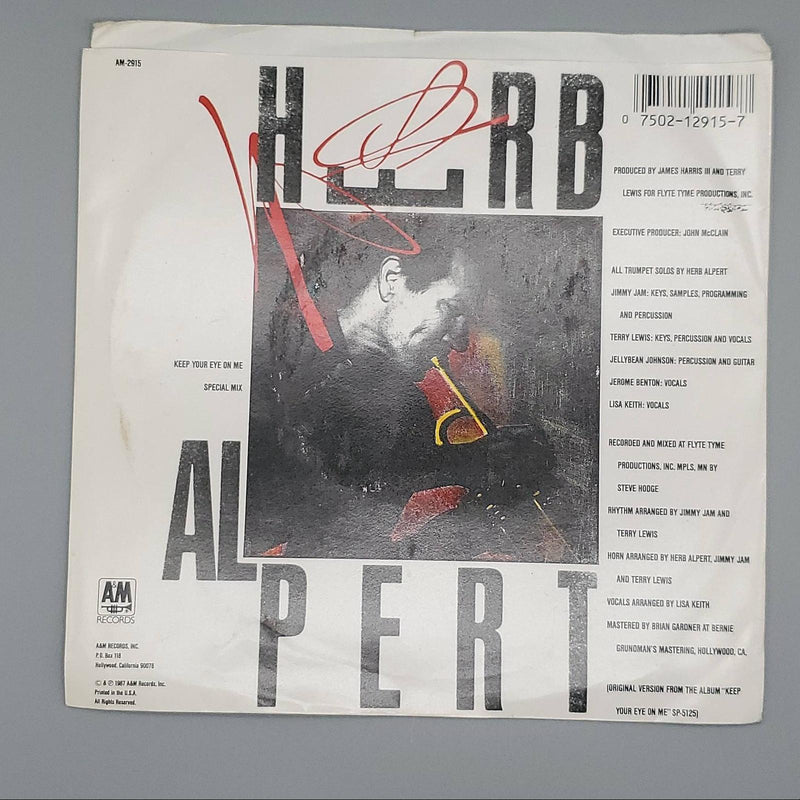 AM-2915
HERB
0 7502-12915-7
PRODUCED BY JAMES HARRIS III AND TERRY
LEWIS FOR FLYTE TYME PRODUCTIONS, INC.
EXECUTIVE PRODUCER: JOHN McCLAIN
ALL TRUMPET SOLOS BY HERB ALPERT
JIMMY JAM: KEYS, SAMPLES, PROGRAMMING
AND PERCUSSION
TERRY LEWIS: KEYS, PERCUSSION AND VOCALS
JELLYBEAN JOHNSON: PERCUSSION AND GUITAR
JEROME BENTON: VOCALS
LISA KEITH: VOCALS
KEEP YOUR EYE ON ME
SPECIAL MIX
RECORDED AND MIXED AT FLYTE TYME
PRODUCTIONS, INC. MPLS, MN BY
STEVE HODGE
RHYTHM ARRANGED BY JIMMY JAM AND
TERRY LEWIS
HORN ARRANGED BY HERB ALPERT, JIMMY JAM
AND TERRY LEWIS
VOCALS ARRANGED BY LISA KEITH
MASTERED BY BRIAN GARDNER AT BERNIE
GRUNDMAN'S MASTERING, HOLLYWOOD, CA.
(ORIGINAL VERSION FROM THE ALBUM "KEEP
YOUR EYE ON ME" SP-5125)
AL
PERT
A&M
RECORDS
A&M RECORDS, INC.
P.O. Box 118
Hollywood, California 90078
© & ℗ 1987 A&M Records, Inc.
Printed in the U.S.A.
All Rights Reserved.